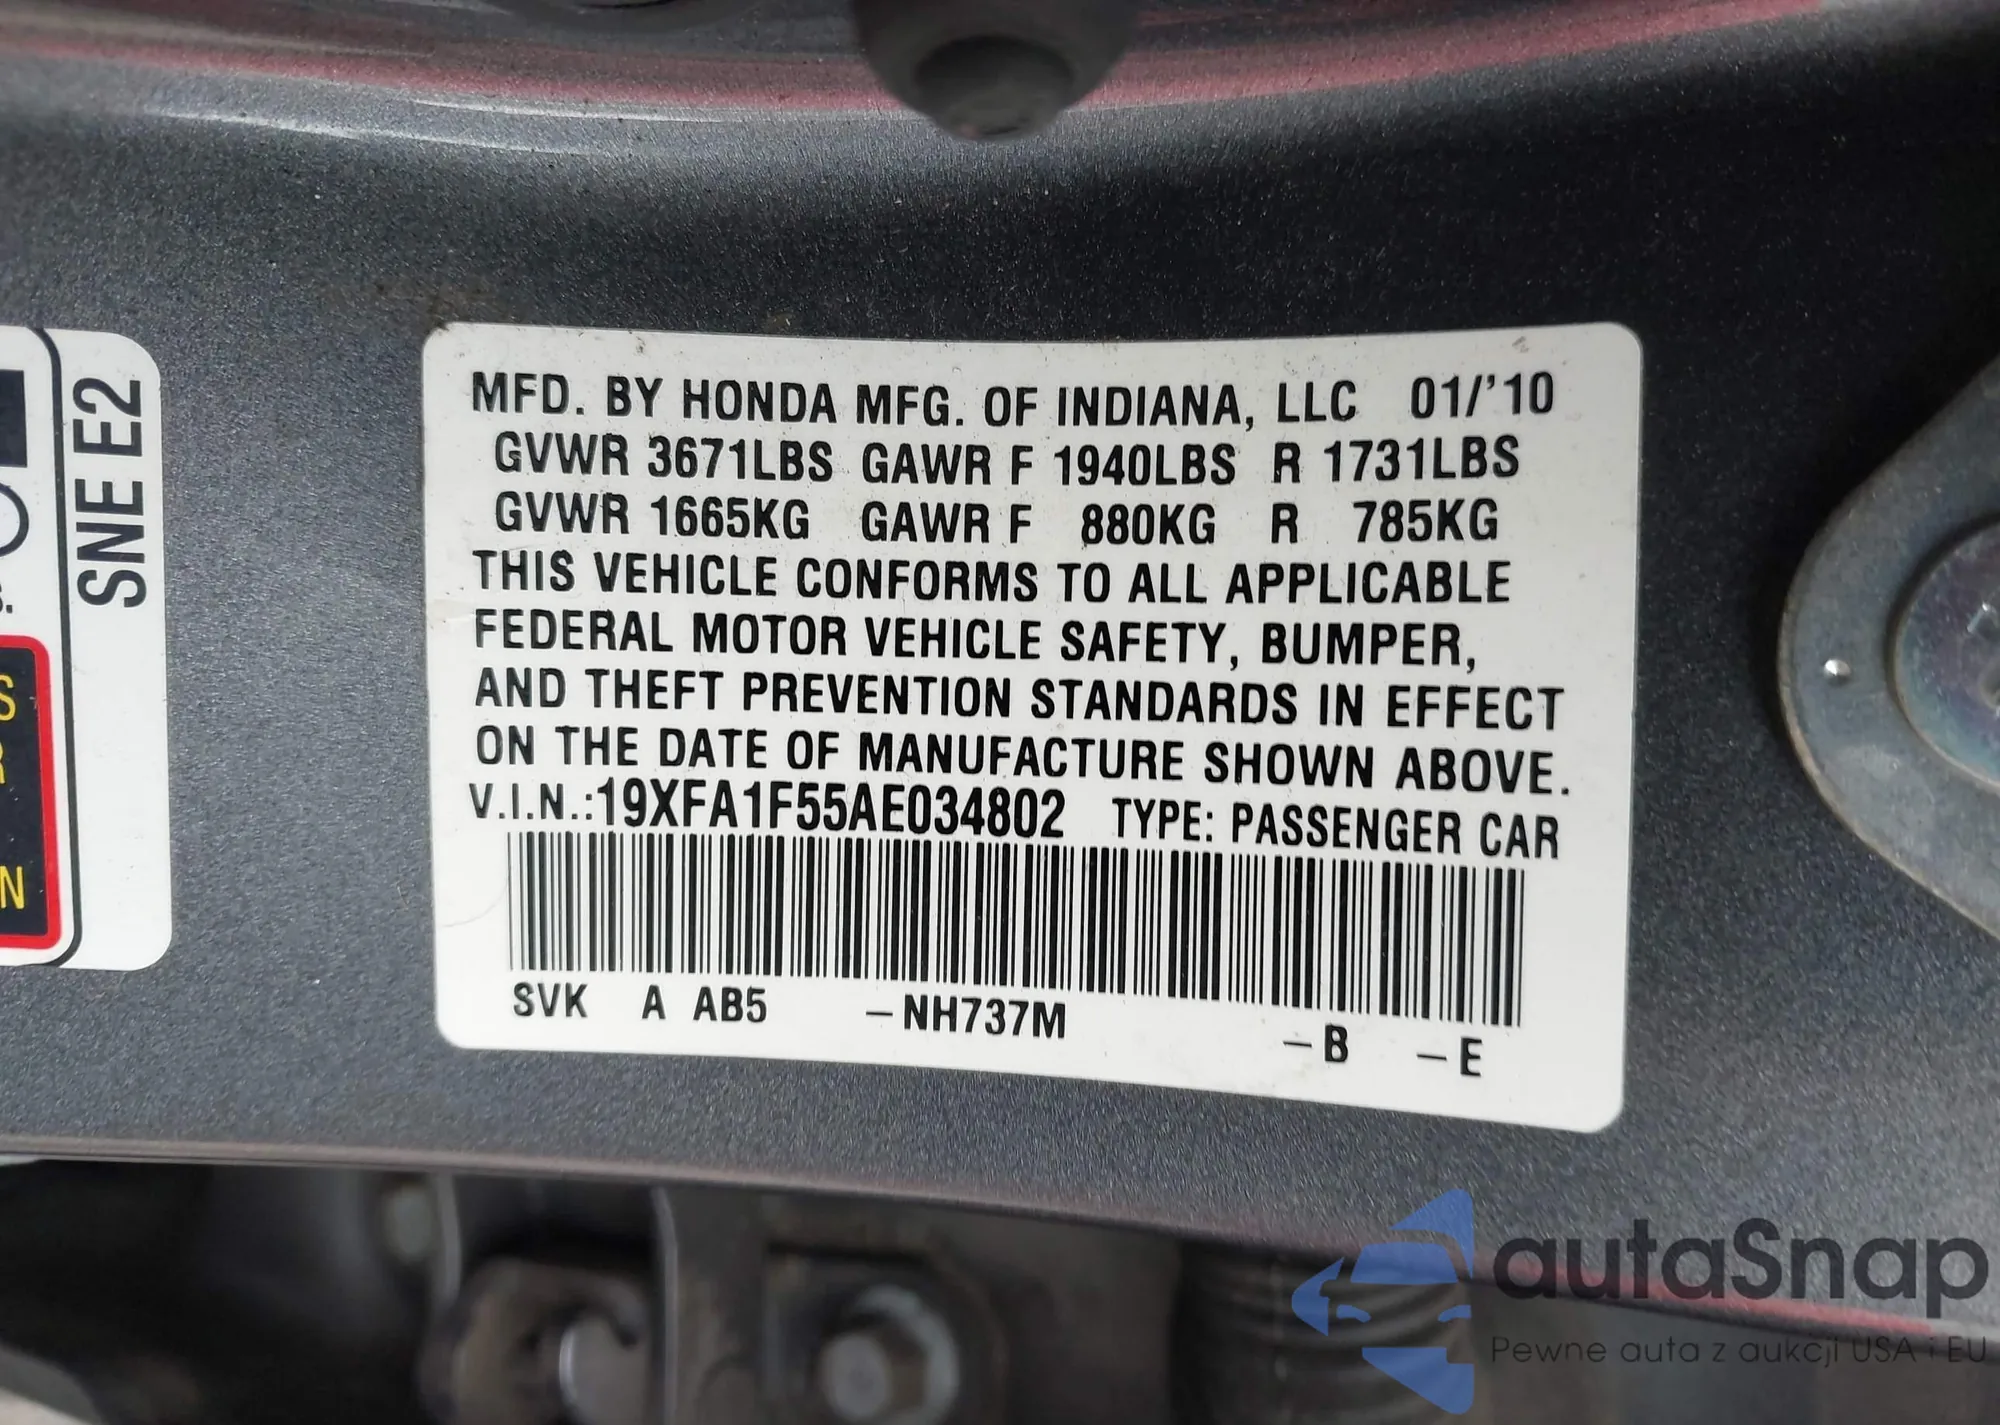 SNE E2
S
R
N
MFD. BY HONDA MFG. OF INDIANA, LLC 01/'10
GVWR 3671LBS GAWR F 1940LBS R 1731LBS
GVWR 1665KG GAWR F 880KG R 785KG
THIS VEHICLE CONFORMS TO ALL APPLICABLE
FEDERAL MOTOR VEHICLE SAFETY, BUMPER,
AND THEFT PREVENTION STANDARDS IN EFFECT
ON THE DATE OF MANUFACTURE SHOWN ABOVE.
V.I.N.:19XFA1F55AE034802 TYPE: PASSENGER CAR
SVK A AB5 –NH737M –B –E
autaSnap
Pewne auta z aukcji USA i EU